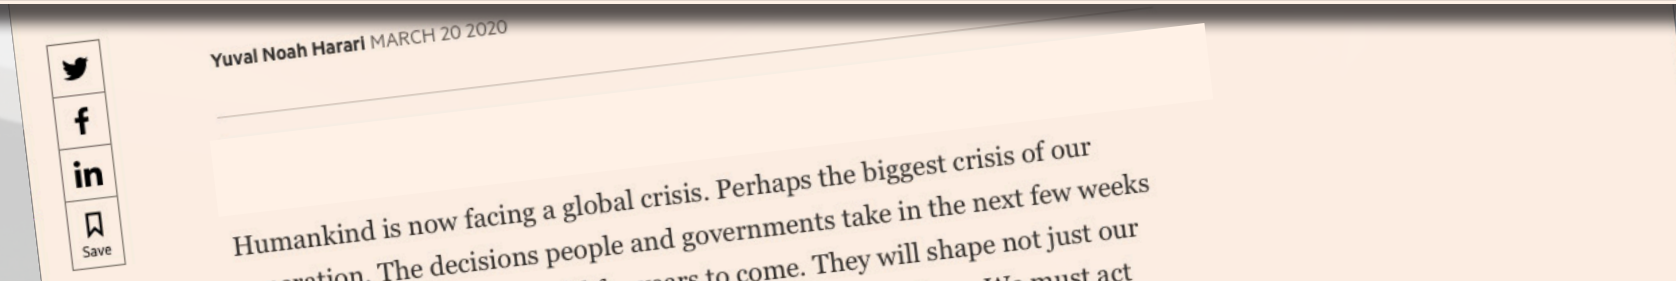 Yuval Noah Harari MARCH 20 2020
Save
Humankind is now facing a global crisis. Perhaps the biggest crisis of our
The decisions people and governments take in the next few weeks
to come. They will shape not just our
must act